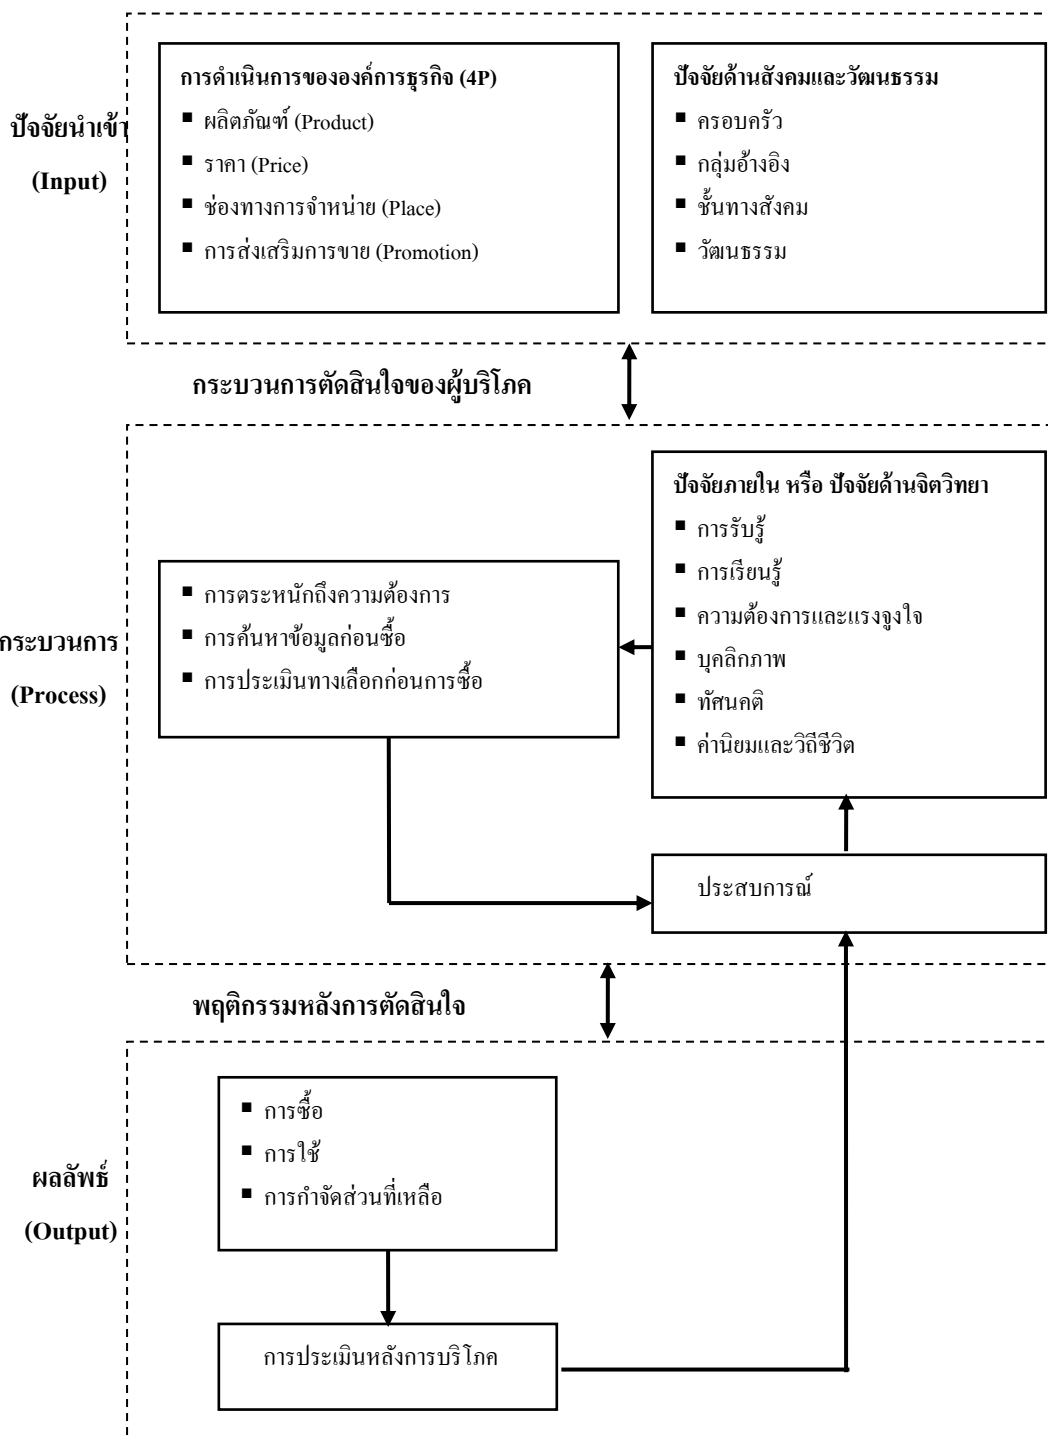 การดำเนินการขององค์การธุรกิจ (4P)
■ ผลิตภัณฑ์ (Product)
■ ราคา (Price)
■ ช่องทางการจำหน่าย (Place)
■ การส่งเสริมการขาย (Promotion)
ปัจจัยด้านสังคมและวัฒนธรรม
■ ครอบครัว
■ กลุ่มอ้างอิง
■ ชั้นทางสังคม
■ วัฒนธรรม
ปัจจัยนำเข้า
(Input)
กระบวนการตัดสินใจของผู้บริโภค
ปัจจัยภายใน หรือ ปัจจัยด้านจิตวิทยา
■ การรับรู้
■ การเรียนรู้
■ ความต้องการและแรงจูงใจ
■ บุคลิกภาพ
■ ทัศนคติ
■ ค่านิยมและวิถีชีวิต
■ การตระหนักถึงความต้องการ
■ การค้นหาข้อมูลก่อนซื้อ
■ การประเมินทางเลือกก่อนการซื้อ
กระบวนการ
(Process)
ประสบการณ์
พฤติกรรมหลังการตัดสินใจ
■ การซื้อ
■ การใช้
■ การกำจัดส่วนที่เหลือ
ผลลัพธ์
(Output)
การประเมินหลังการบริโภค